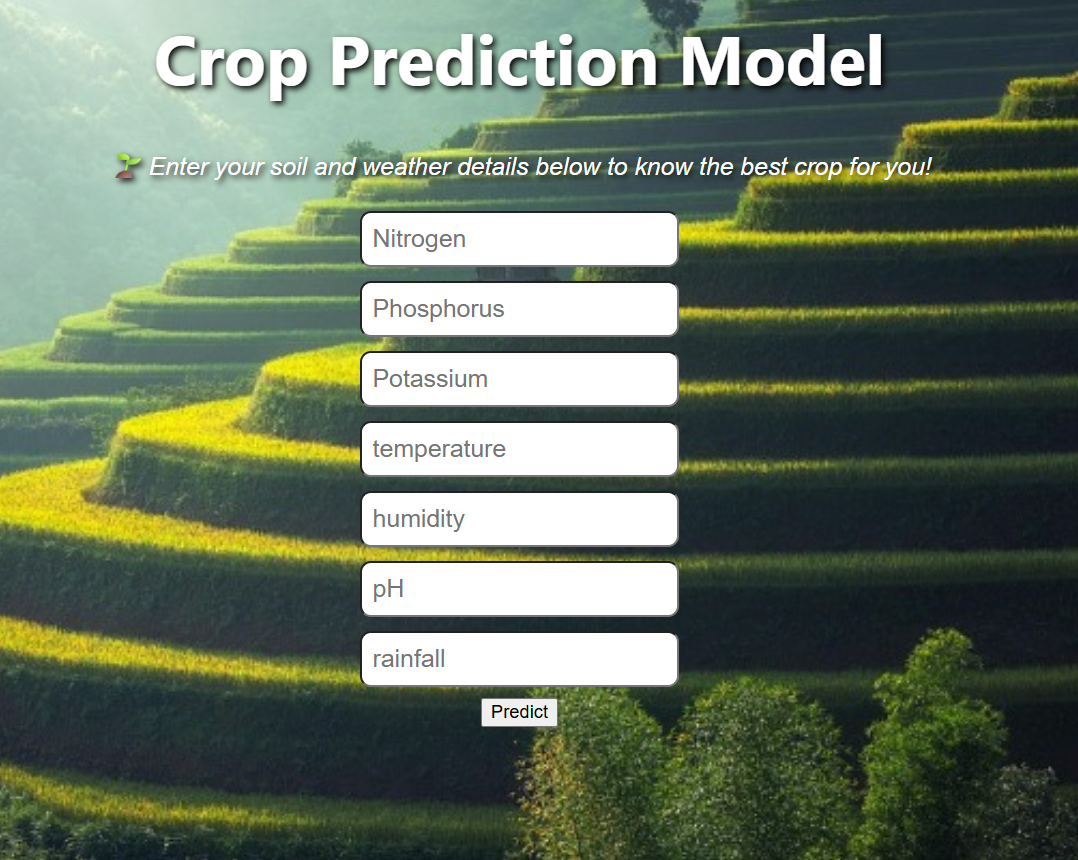 Crop Prediction Model
🌱 Enter your soil and weather details below to know the best crop for you!
Nitrogen
Phosphorus
Potassium
temperature
humidity
pH
rainfall
Predict